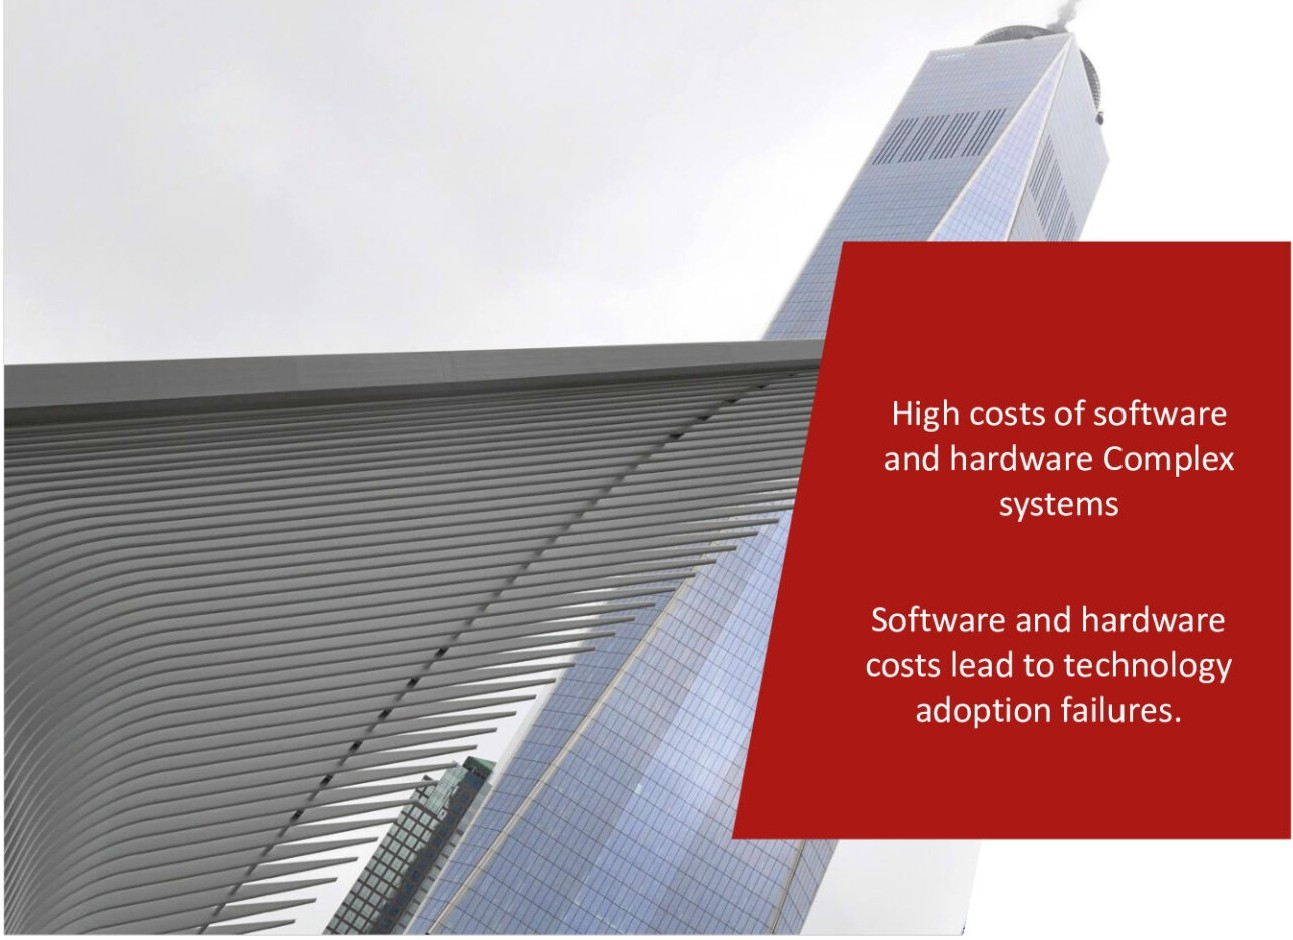 High costs of software
and hardware Complex
systems
Software and hardware
costs lead to technology
adoption failures.